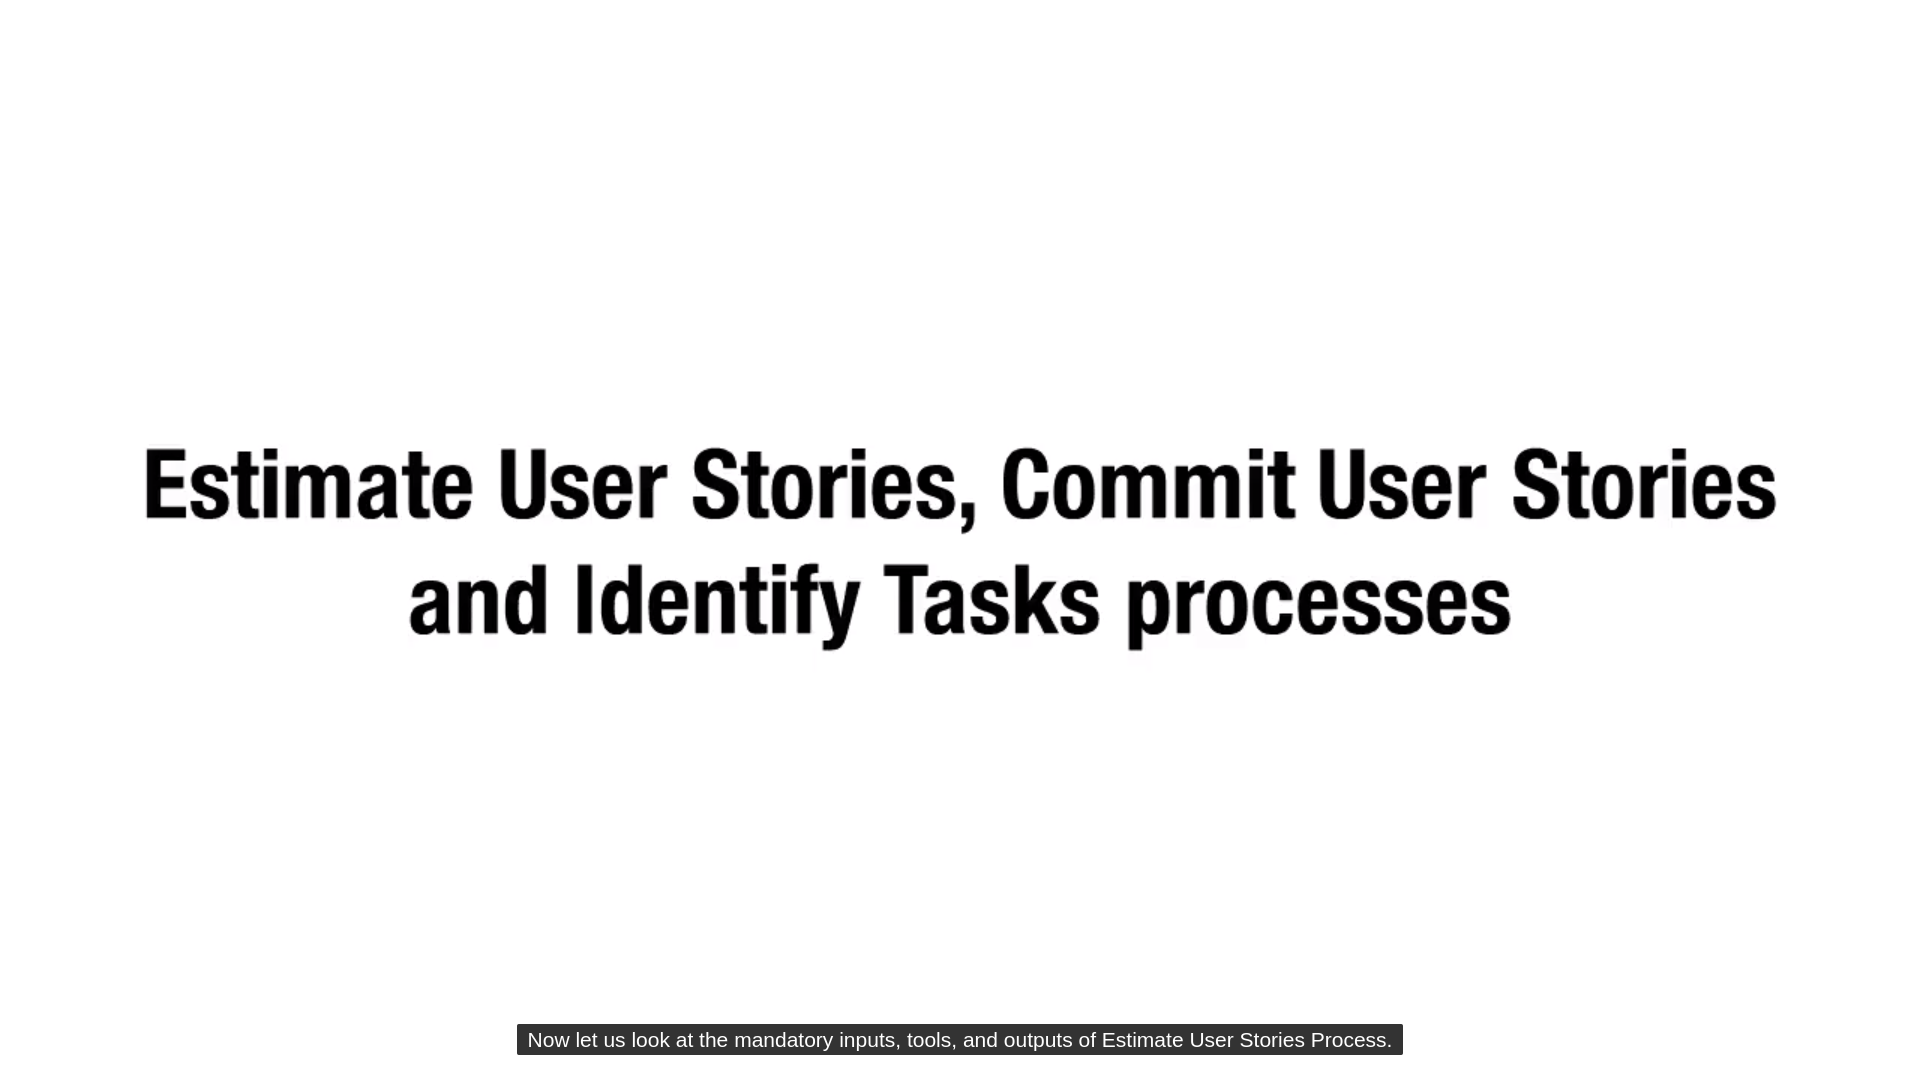 Estimate User Stories, Commit User Stories
and Identify Tasks processes
Now let us look at the mandatory inputs, tools, and outputs of Estimate User Stories Process.